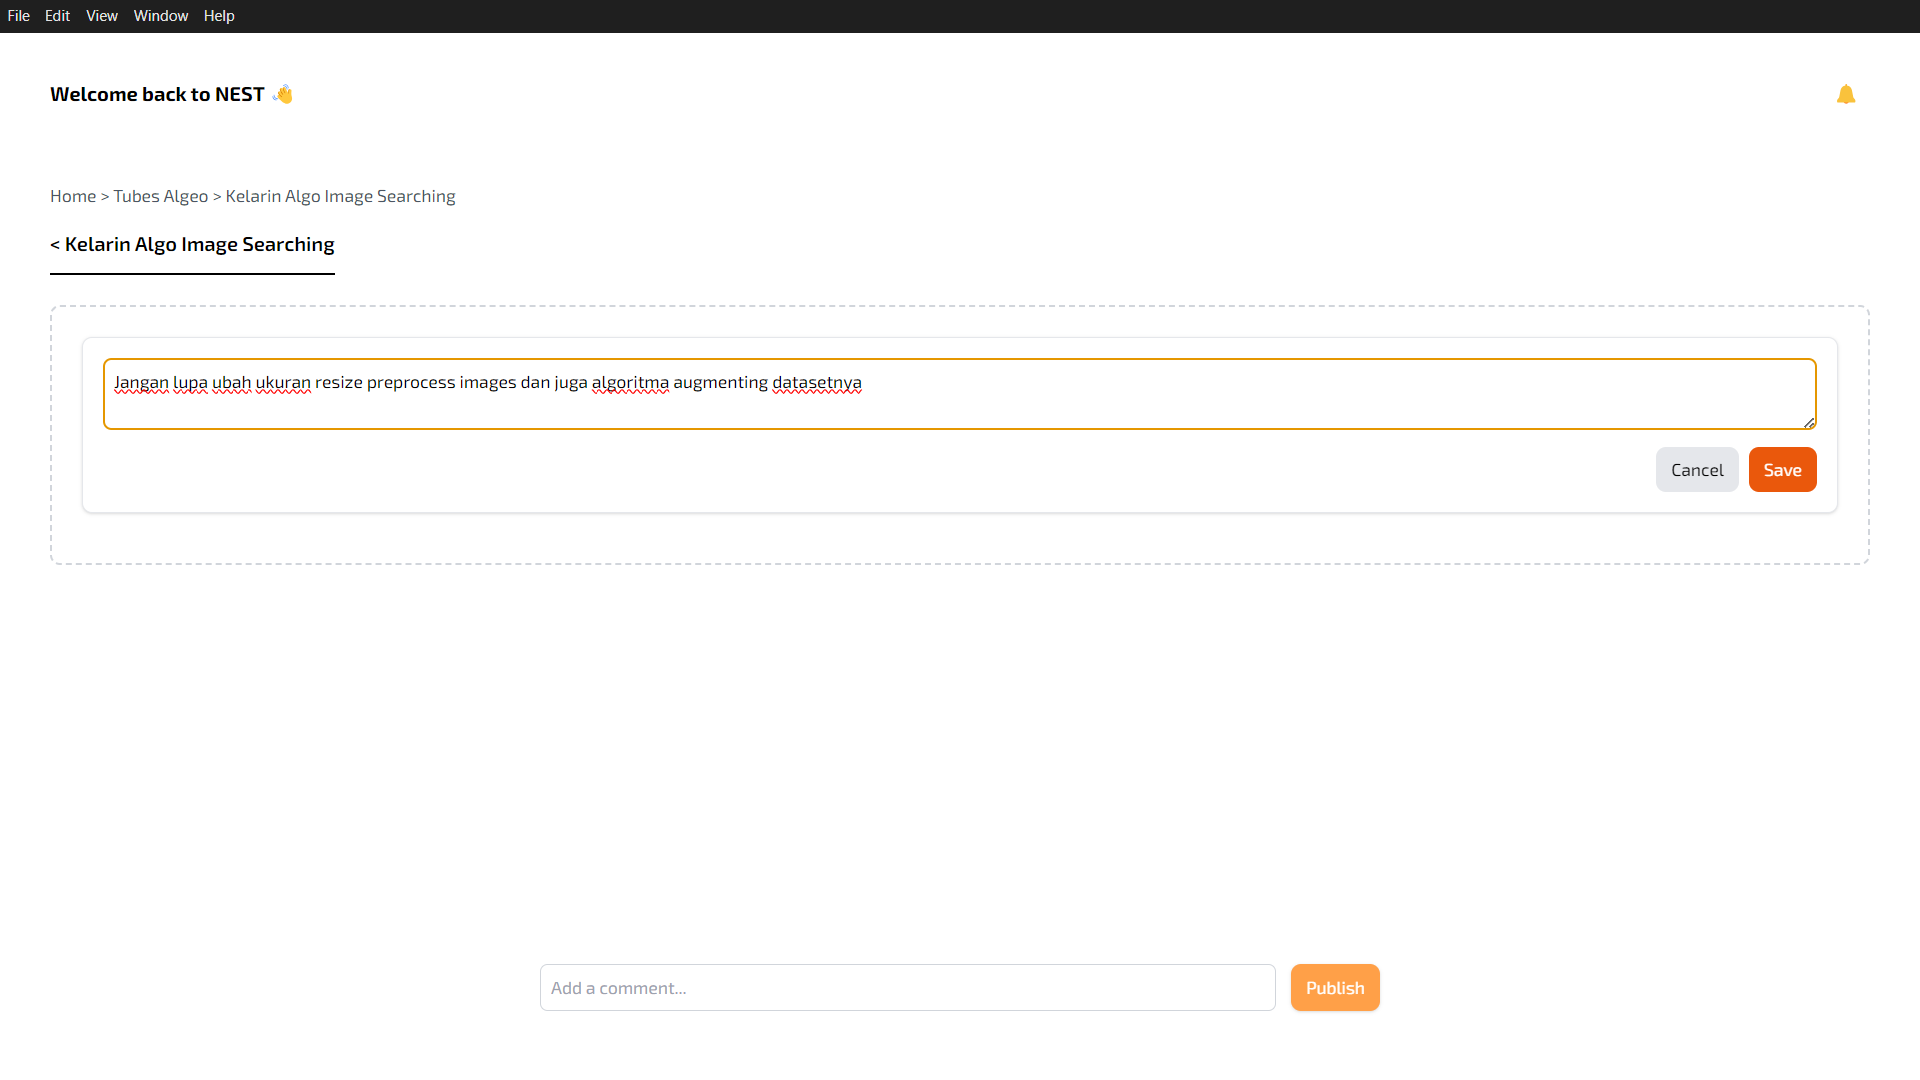 File Edit View Window Help
Welcome back to NEST 👋
Home > Tubes Algeo > Kelarin Algo Image Searching
< Kelarin Algo Image Searching
Jangan lupa ubah ukuran resize preprocess images dan juga algoritma augmenting datasetnya
Cancel Save
Add a comment... Publish